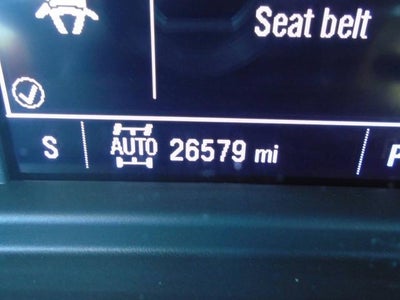 Seat belt
S AUTO 26579 mi P